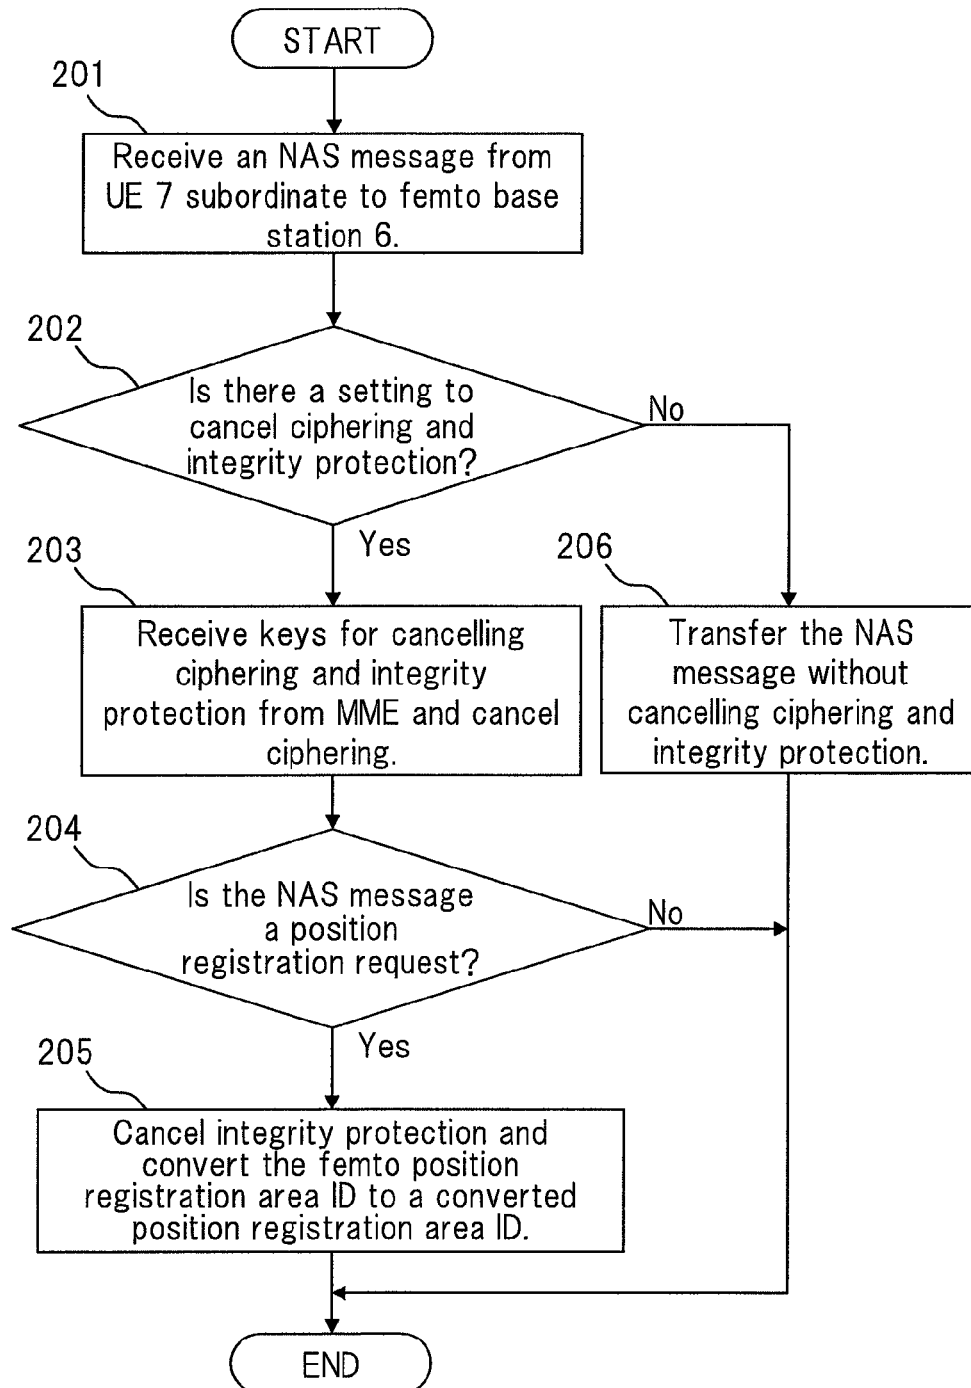 START
201
Receive an NAS message from
UE 7 subordinate to femto base
station 6.
202
Is there a setting to
cancel ciphering and
integrity protection?
No
Yes
203
Receive keys for cancelling
ciphering and integrity
protection from MME and cancel
ciphering.
206
Transfer the NAS
message without
cancelling ciphering and
integrity protection.
204
Is the NAS message
a position
registration request?
No
Yes
205
Cancel integrity protection and
convert the femto position
registration area ID to a converted
position registration area ID.
END